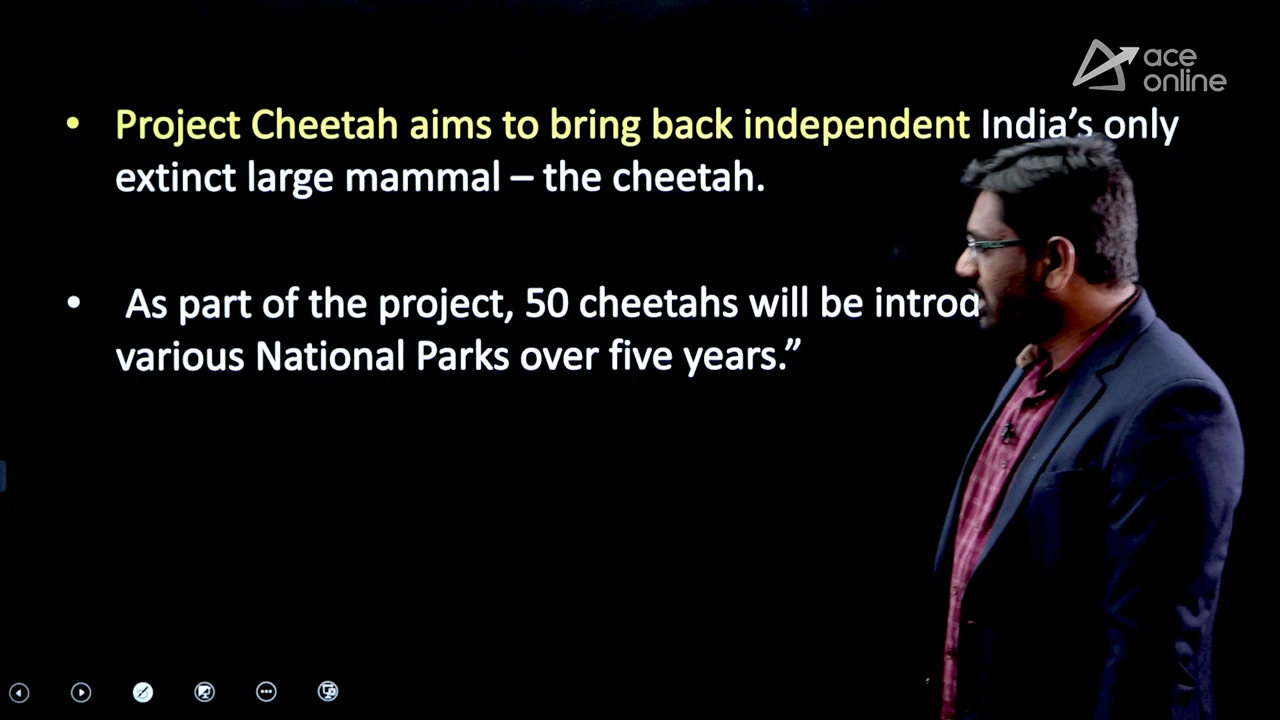 ace
online
• Project Cheetah aims to bring back independent India’s only
extinct large mammal – the cheetah.
• As part of the project, 50 cheetahs will be introd
various National Parks over five years.”